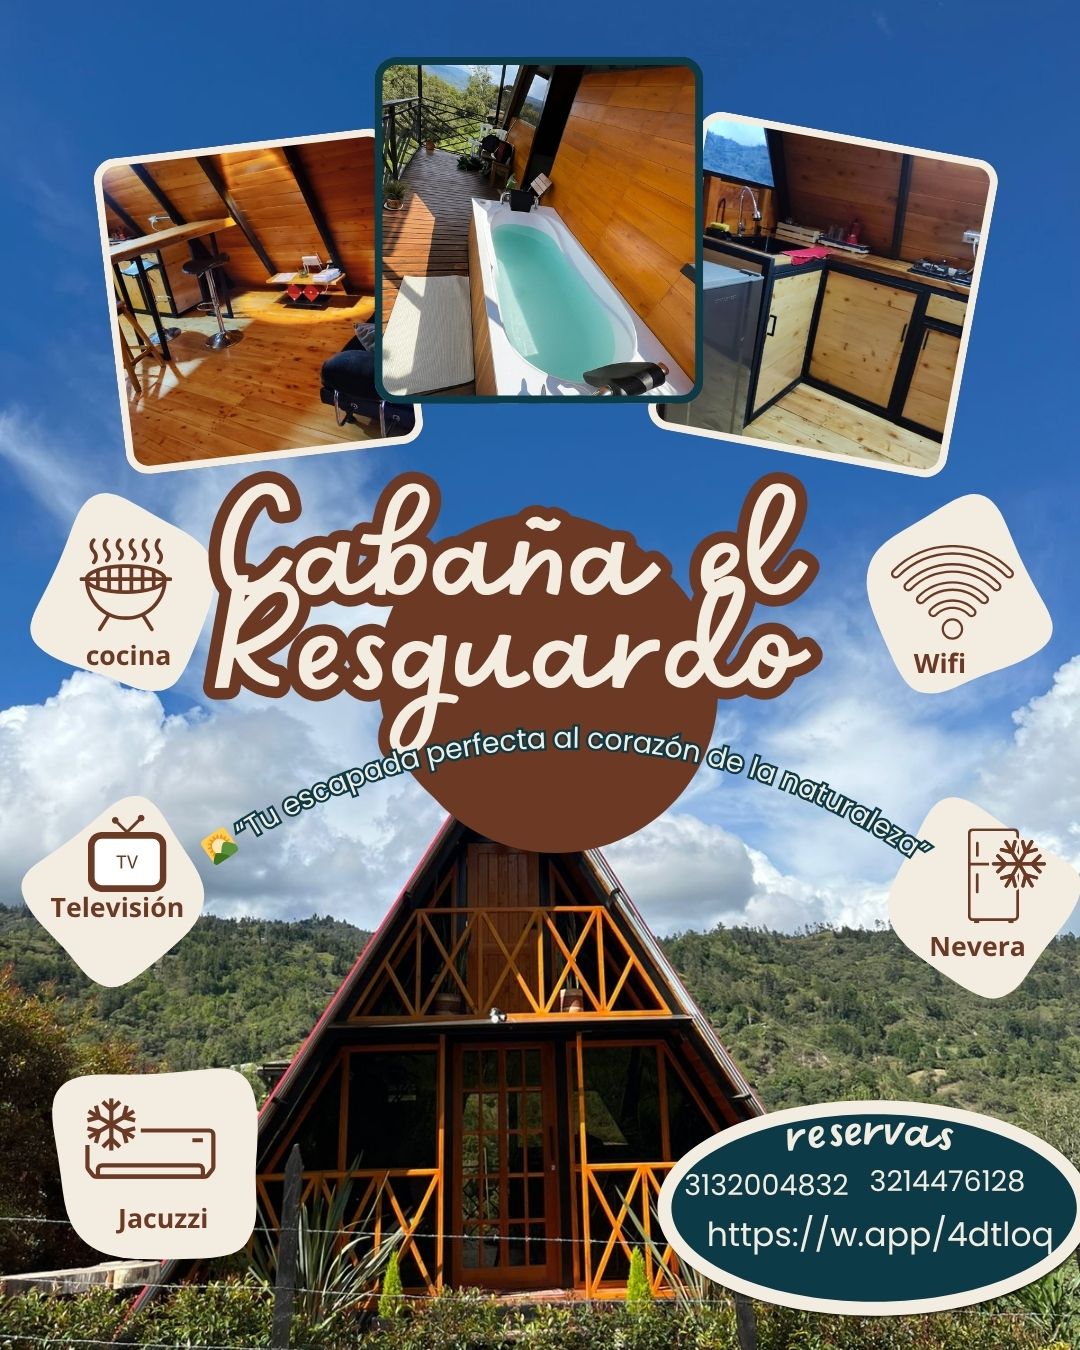 Cabaña el
Resguardo
cocina
Wifi
🌄 "Tu escapada perfecta al corazón de la naturaleza"
TV
Televisión
Nevera
Jacuzzi
reservas
3132004832 3214476128
https://w.app/4dtloq